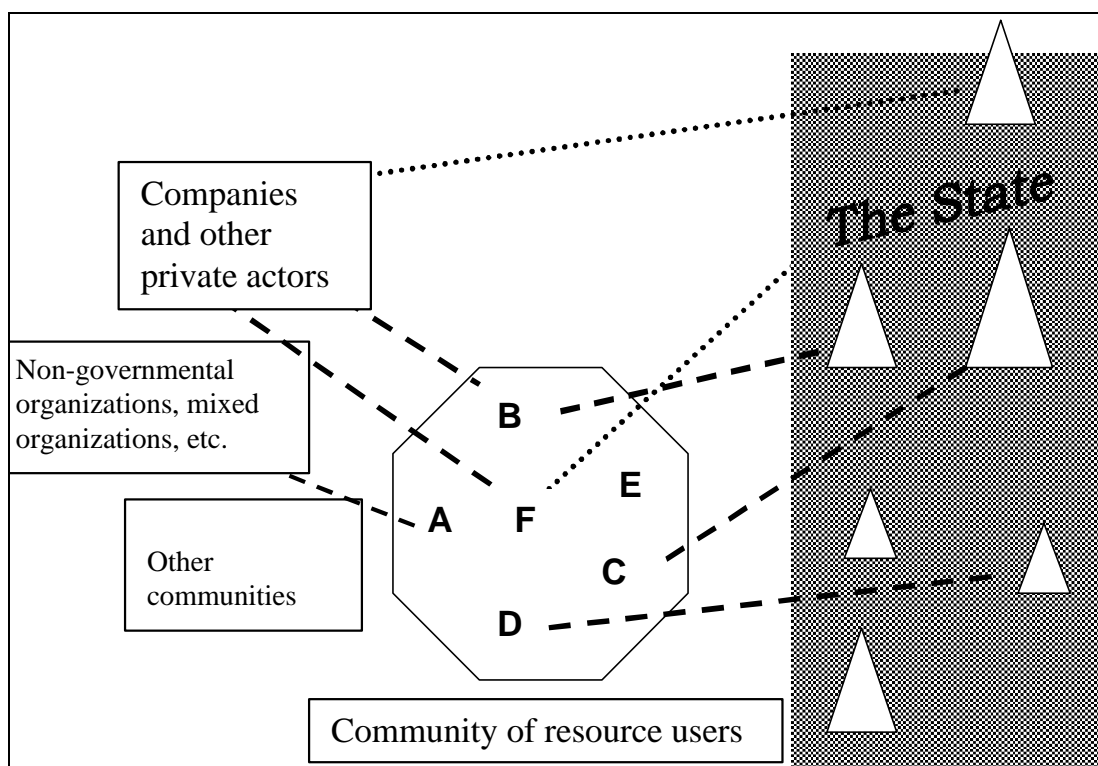 The State
Companies
and other
private actors
Non-governmental
organizations, mixed
organizations, etc.
B
E
A
F
C
D
Other
communities
Community of resource users